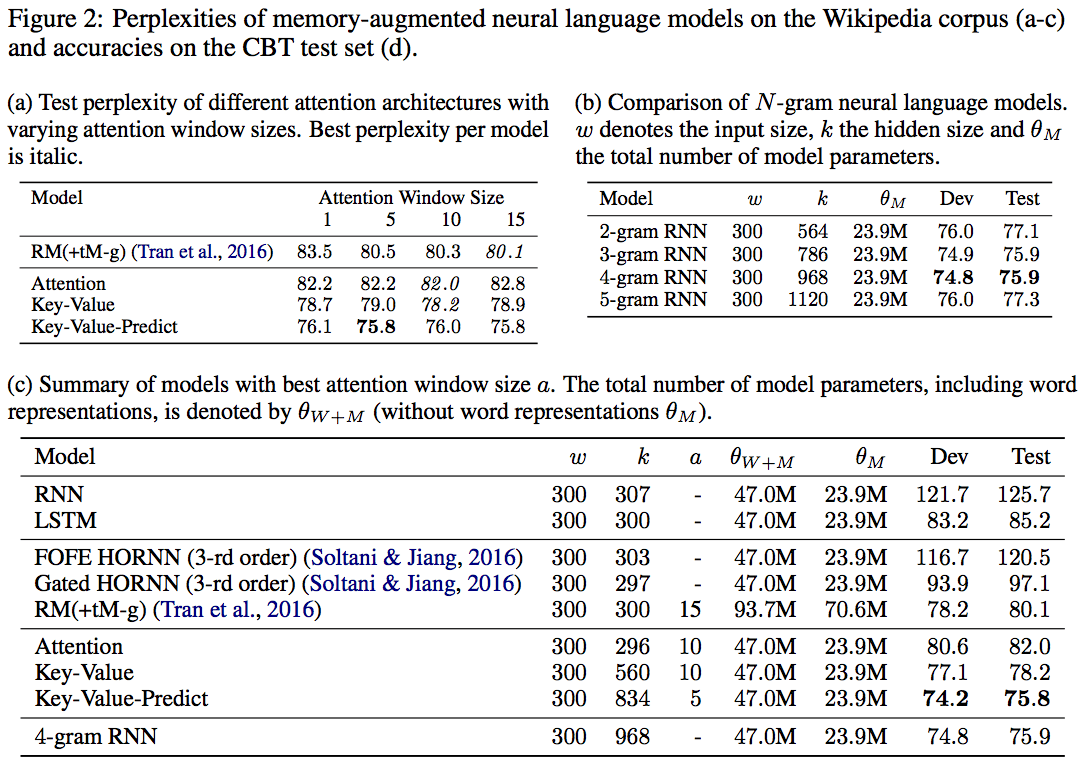 Figure 2: Perplexities of memory-augmented neural language models on the Wikipedia corpus (a-c)
and accuracies on the CBT test set (d).
(a) Test perplexity of different attention architectures with
varying attention window sizes. Best perplexity per model
is italic.
Model Attention Window Size
1 5 10 15
RM(+tM-g) (Tran et al., 2016) 83.5 80.5 80.3 80.1
Attention 82.2 82.2 82.0 82.8
Key-Value 78.7 79.0 78.2 78.9
Key-Value-Predict 76.1 75.8 76.0 75.8
(b) Comparison of N-gram neural language models.
w denotes the input size, k the hidden size and θM
the total number of model parameters.
Model w k θM Dev Test
2-gram RNN 300 564 23.9M 76.0 77.1
3-gram RNN 300 786 23.9M 74.9 75.9
4-gram RNN 300 968 23.9M 74.8 75.9
5-gram RNN 300 1120 23.9M 76.0 77.3
(c) Summary of models with best attention window size a. The total number of model parameters, including word
representations, is denoted by θW+M (without word representations θM).
Model w k a θW+M θM Dev Test
RNN 300 307 - 47.0M 23.9M 121.7 125.7
LSTM 300 300 - 47.0M 23.9M 83.2 85.2
FOFE HORNN (3-rd order) (Soltani & Jiang, 2016) 300 303 - 47.0M 23.9M 116.7 120.5
Gated HORNN (3-rd order) (Soltani & Jiang, 2016) 300 297 - 47.0M 23.9M 93.9 97.1
RM(+tM-g) (Tran et al., 2016) 300 300 15 93.7M 70.6M 78.2 80.1
Attention 300 296 10 47.0M 23.9M 80.6 82.0
Key-Value 300 560 10 47.0M 23.9M 77.1 78.2
Key-Value-Predict 300 834 5 47.0M 23.9M 74.2 75.8
4-gram RNN 300 968 - 47.0M 23.9M 74.8 75.9